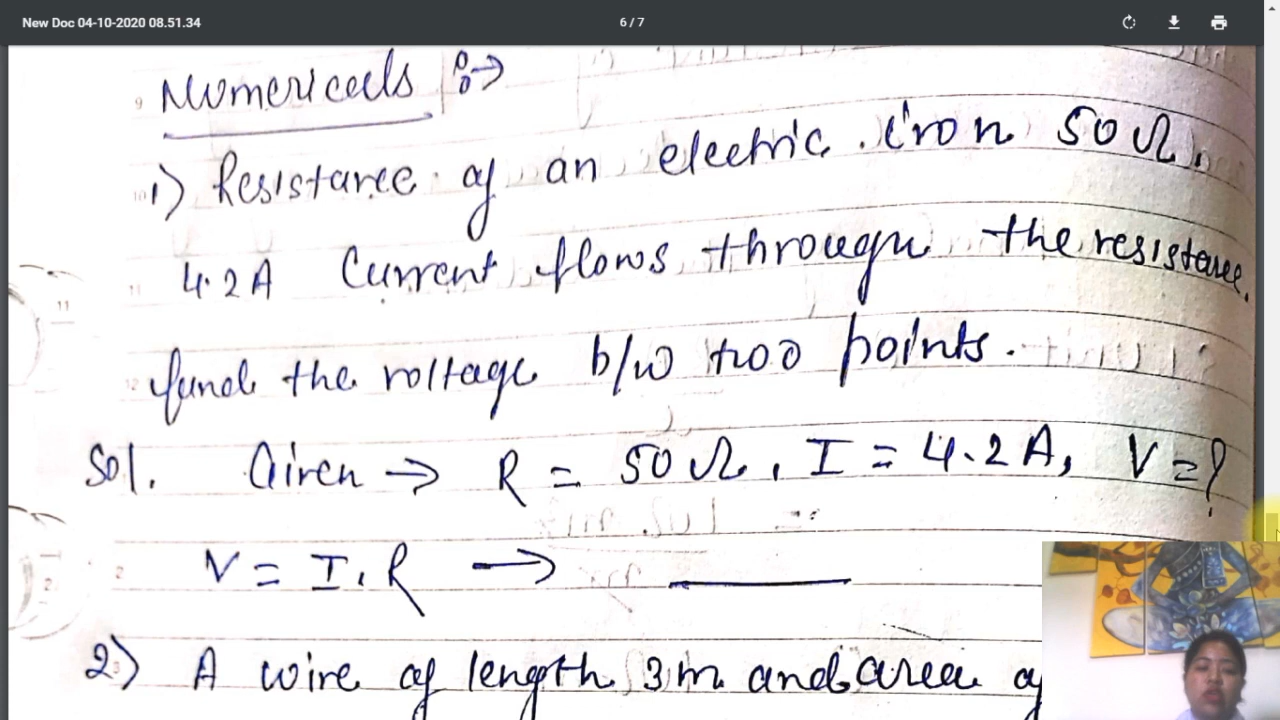 New Doc 04-10-2020 08.51.34
6 / 7
Numericals :→
1) Resistance of an electric iron 50Ω.
4.2A Current flows through the resistance.
find the voltage b/w two points.
Sol. Given → R = 50Ω, I = 4.2A, V = ?
V = I.R →
2) A wire of length 3m and area of